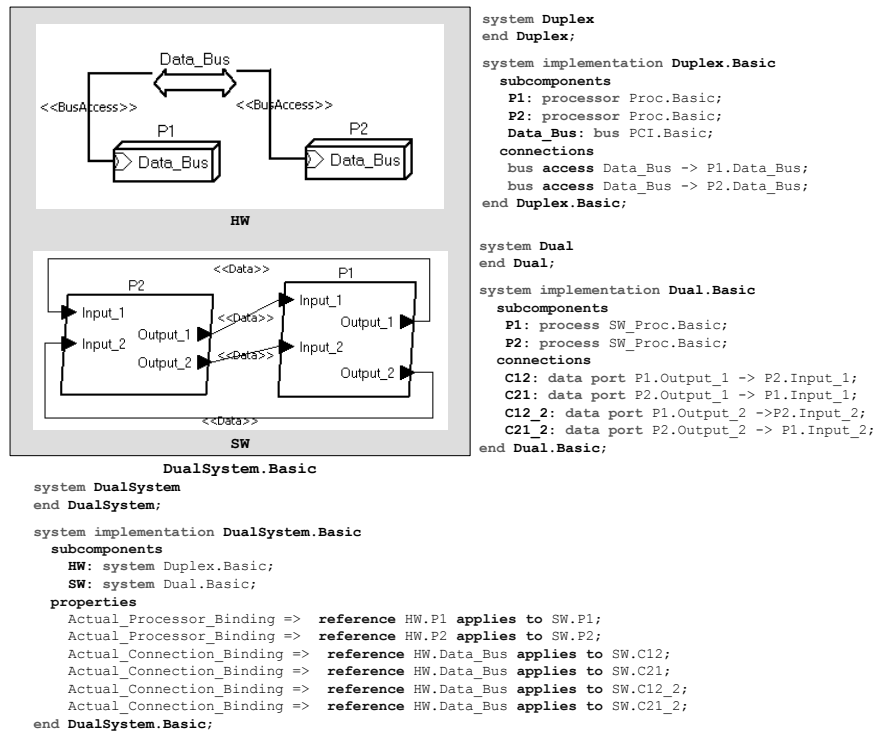 Data_Bus
<<BusAccess>>
<<BusAccess>>
P1
P2
Data_Bus
Data_Bus
HW
<<Data>>
P1
P2
Input_1
Input_1
<<Data>>
Output_1
Output_1
Input_2
Input_2
<<Data>>
Output_2
Output_2
<<Data>>
SW
DualSystem.Basic
system Duplex
end Duplex;
system implementation Duplex.Basic
subcomponents
P1: processor Proc.Basic;
P2: processor Proc.Basic;
Data_Bus: bus PCI.Basic;
connections
bus access Data_Bus -> P1.Data_Bus;
bus access Data_Bus -> P2.Data_Bus;
end Duplex.Basic;
system Dual
end Dual;
system implementation Dual.Basic
subcomponents
P1: process SW_Proc.Basic;
P2: process SW_Proc.Basic;
connections
C12: data port P1.Output_1 -> P2.Input_1;
C21: data port P2.Output_1 -> P1.Input_1;
C12_2: data port P1.Output_2 ->P2.Input_2;
C21_2: data port P2.Output_2 -> P1.Input_2;
end Dual.Basic;
system DualSystem
end DualSystem;
system implementation DualSystem.Basic
subcomponents
HW: system Duplex.Basic;
SW: system Dual.Basic;
properties
Actual_Processor_Binding => reference HW.P1 applies to SW.P1;
Actual_Processor_Binding => reference HW.P2 applies to SW.P2;
Actual_Connection_Binding => reference HW.Data_Bus applies to SW.C12;
Actual_Connection_Binding => reference HW.Data_Bus applies to SW.C21;
Actual_Connection_Binding => reference HW.Data_Bus applies to SW.C12_2;
Actual_Connection_Binding => reference HW.Data_Bus applies to SW.C21_2;
end DualSystem.Basic;